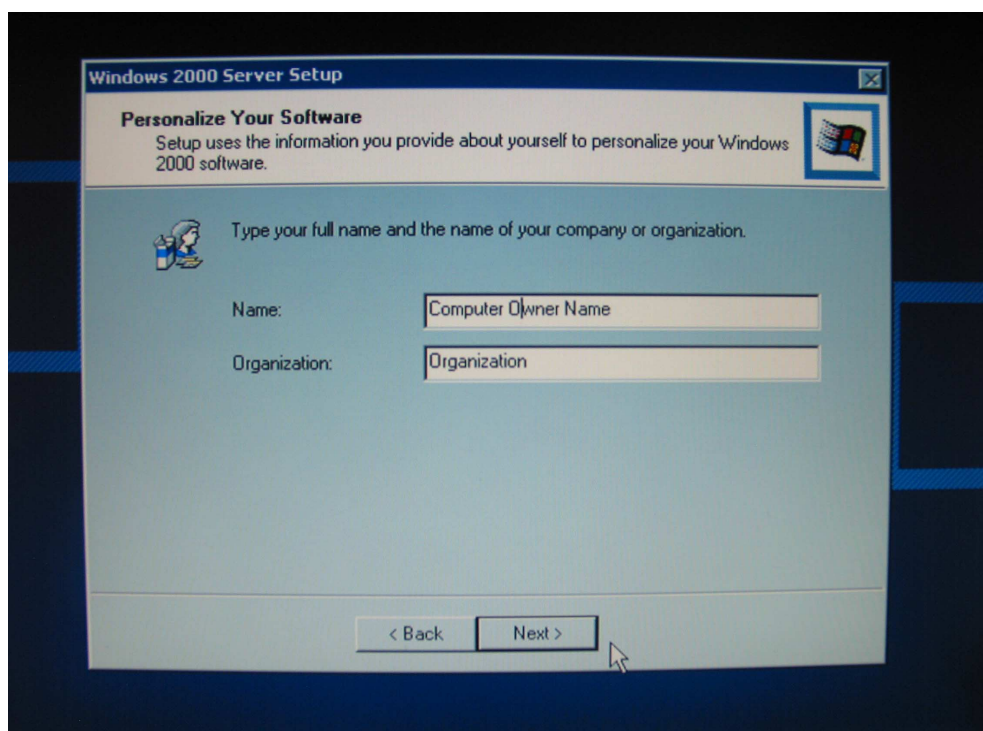 Windows 2000 Server Setup
Personalize Your Software
Setup uses the information you provide about yourself to personalize your Windows
2000 software.
Type your full name and the name of your company or organization.
Name:
Computer Owner Name
Organization:
Organization
< Back
Next >